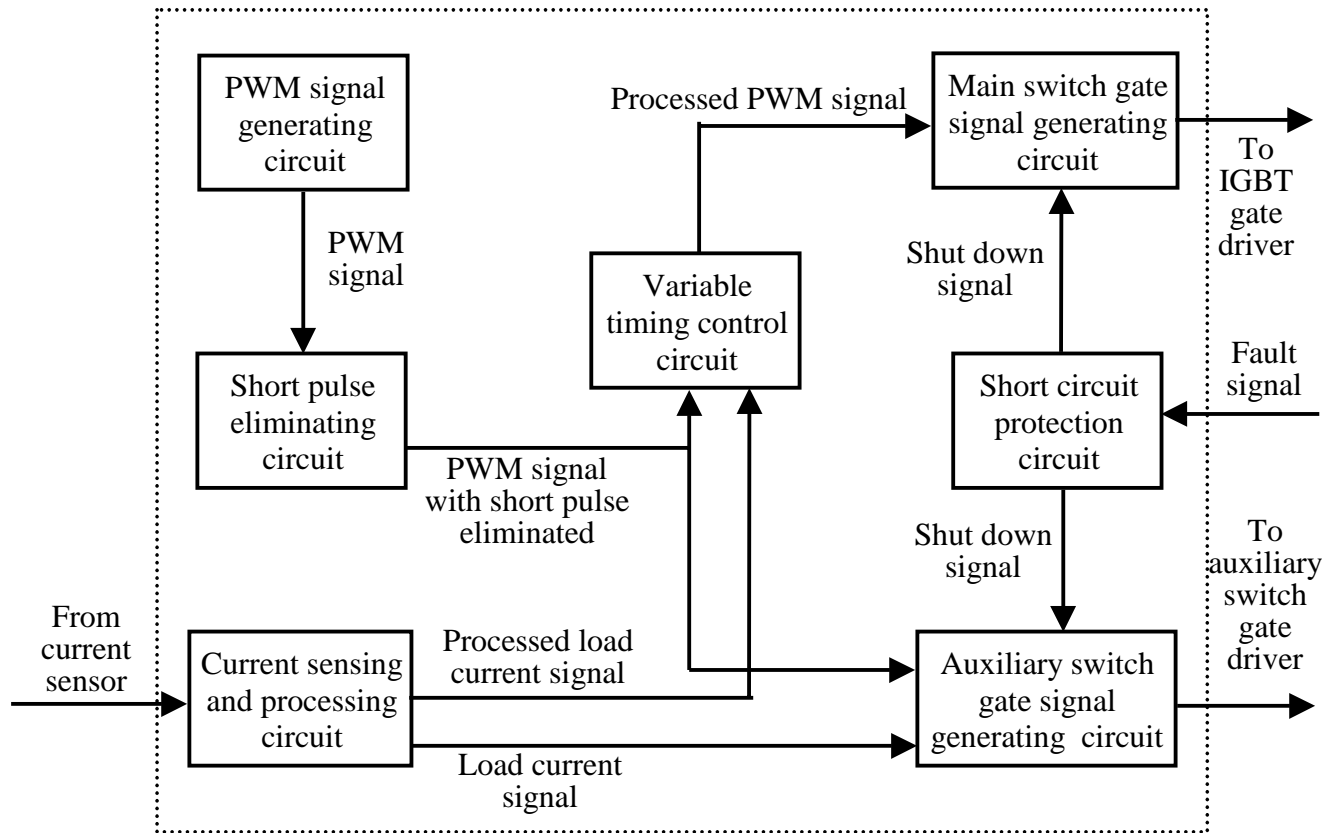 PWM signal
generating
circuit
Processed PWM signal
Main switch gate
signal generating
circuit
To
IGBT
gate
driver
PWM
signal
Variable
timing control
circuit
Shut down
signal
Short pulse
eliminating
circuit
Short circuit
protection
circuit
Fault
signal
PWM signal
with short pulse
eliminated
Shut down
signal
To
auxiliary
switch
gate
driver
From
current
sensor
Current sensing
and processing
circuit
Processed load
current signal
Auxiliary switch
gate signal
generating circuit
Load current
signal